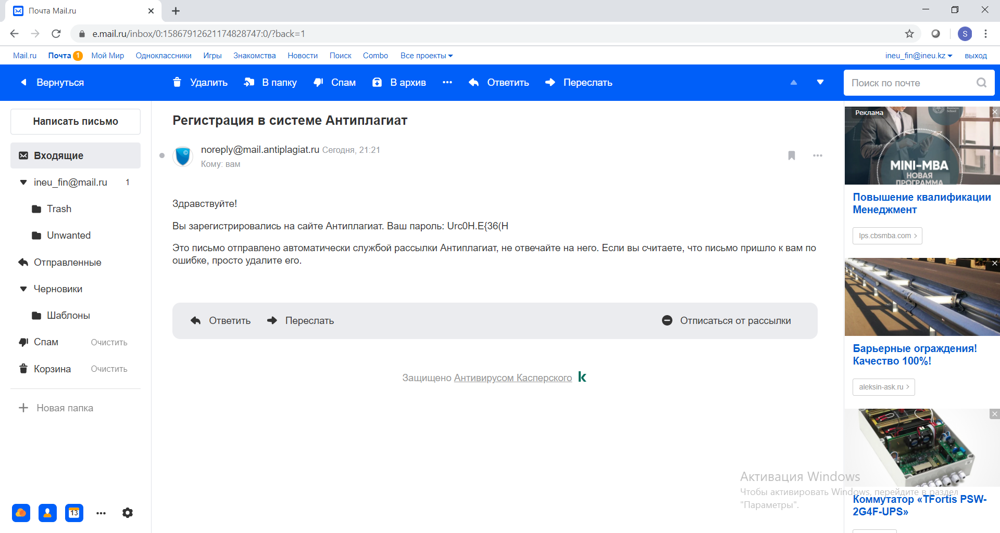 Почта Mail.ru
e.mail.ru/inbox/0:15867912621174828747:0/?back=1
S
Mail.ru Почта 1 Мой Мир Одноклассники Игры Знакомства Новости Поиск Combo Все проекты ineu_fin@ineu.kz выход
Вернуться Удалить В папку Спам В архив Ответить Переслать Поиск по почте
Написать письмо
Входящие
ineu_fin@mail.ru 1
Trash
Unwanted
Отправленные
Черновики
Шаблоны
Спам Очистить
Корзина Очистить
Новая папка
13
Регистрация в системе Антиплагиат
noreply@mail.antiplagiat.ru Сегодня, 21:21
Кому: вам
Здравствуйте!
Вы зарегистрировались на сайте Антиплагиат. Ваш пароль: Urc0H.E{36(H
Это письмо отправлено автоматически службой рассылки Антиплагиат, не отвечайте на него. Если вы считаете, что письмо пришло к вам по
ошибке, просто удалите его.
Ответить Переслать Отписаться от рассылки
Защищено Антивирусом Касперского k
Реклама
Business
School
MINI-MBA
НОВАЯ
ПРОГРАММА
Повышение квалификации
Менеджмент
lps.cbsmba.com
Барьерные ограждения!
Качество 100%!
aleksin-ask.ru
Активация Windows
Чтобы активировать Windows, перейдите в раздел
"Параметры".
Коммутатор «TFortis PSW-
2G4F-UPS»